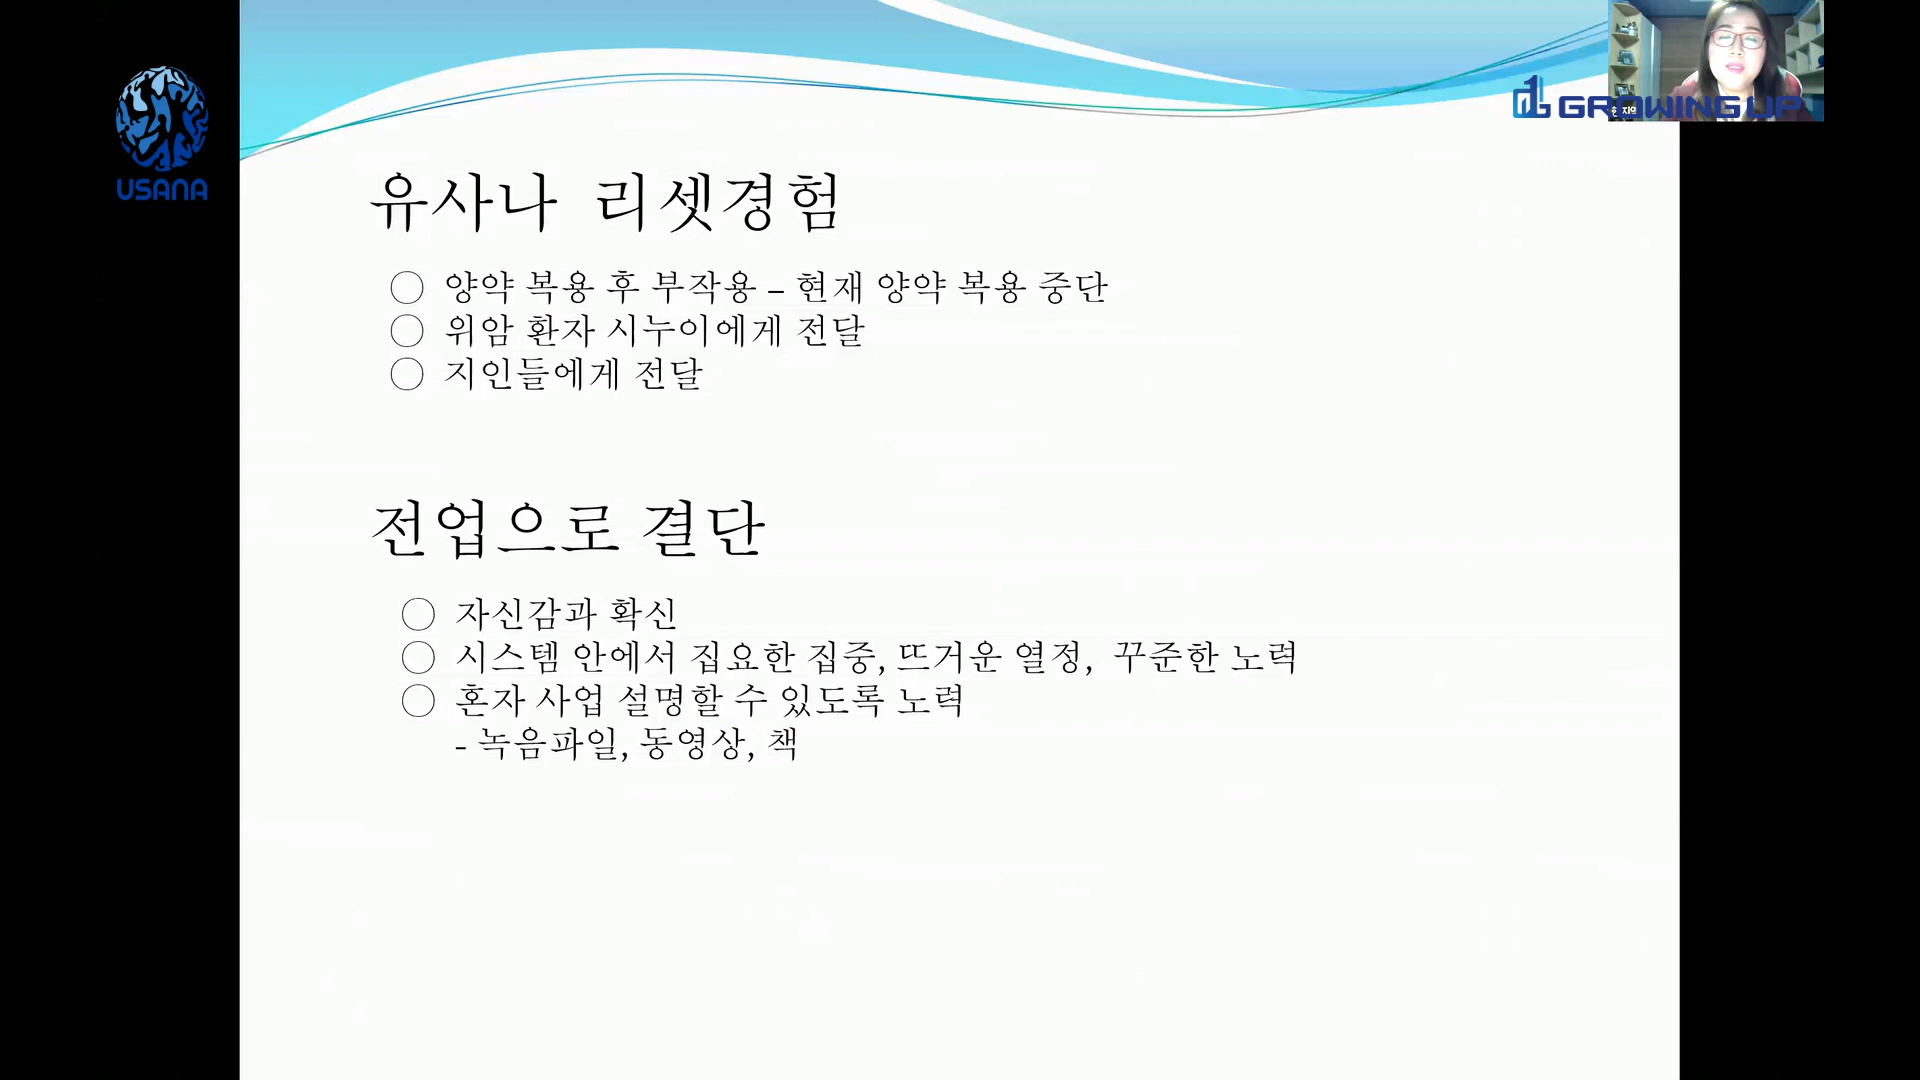 USANA
GROWING UP
유사나 리셋경험
○ 양약 복용 후 부작용 – 현재 양약 복용 중단
○ 위암 환자 시누이에게 전달
○ 지인들에게 전달
전업으로 결단
○ 자신감과 확신
○ 시스템 안에서 집요한 집중, 뜨거운 열정, 꾸준한 노력
○ 혼자 사업 설명할 수 있도록 노력
- 녹음파일, 동영상, 책